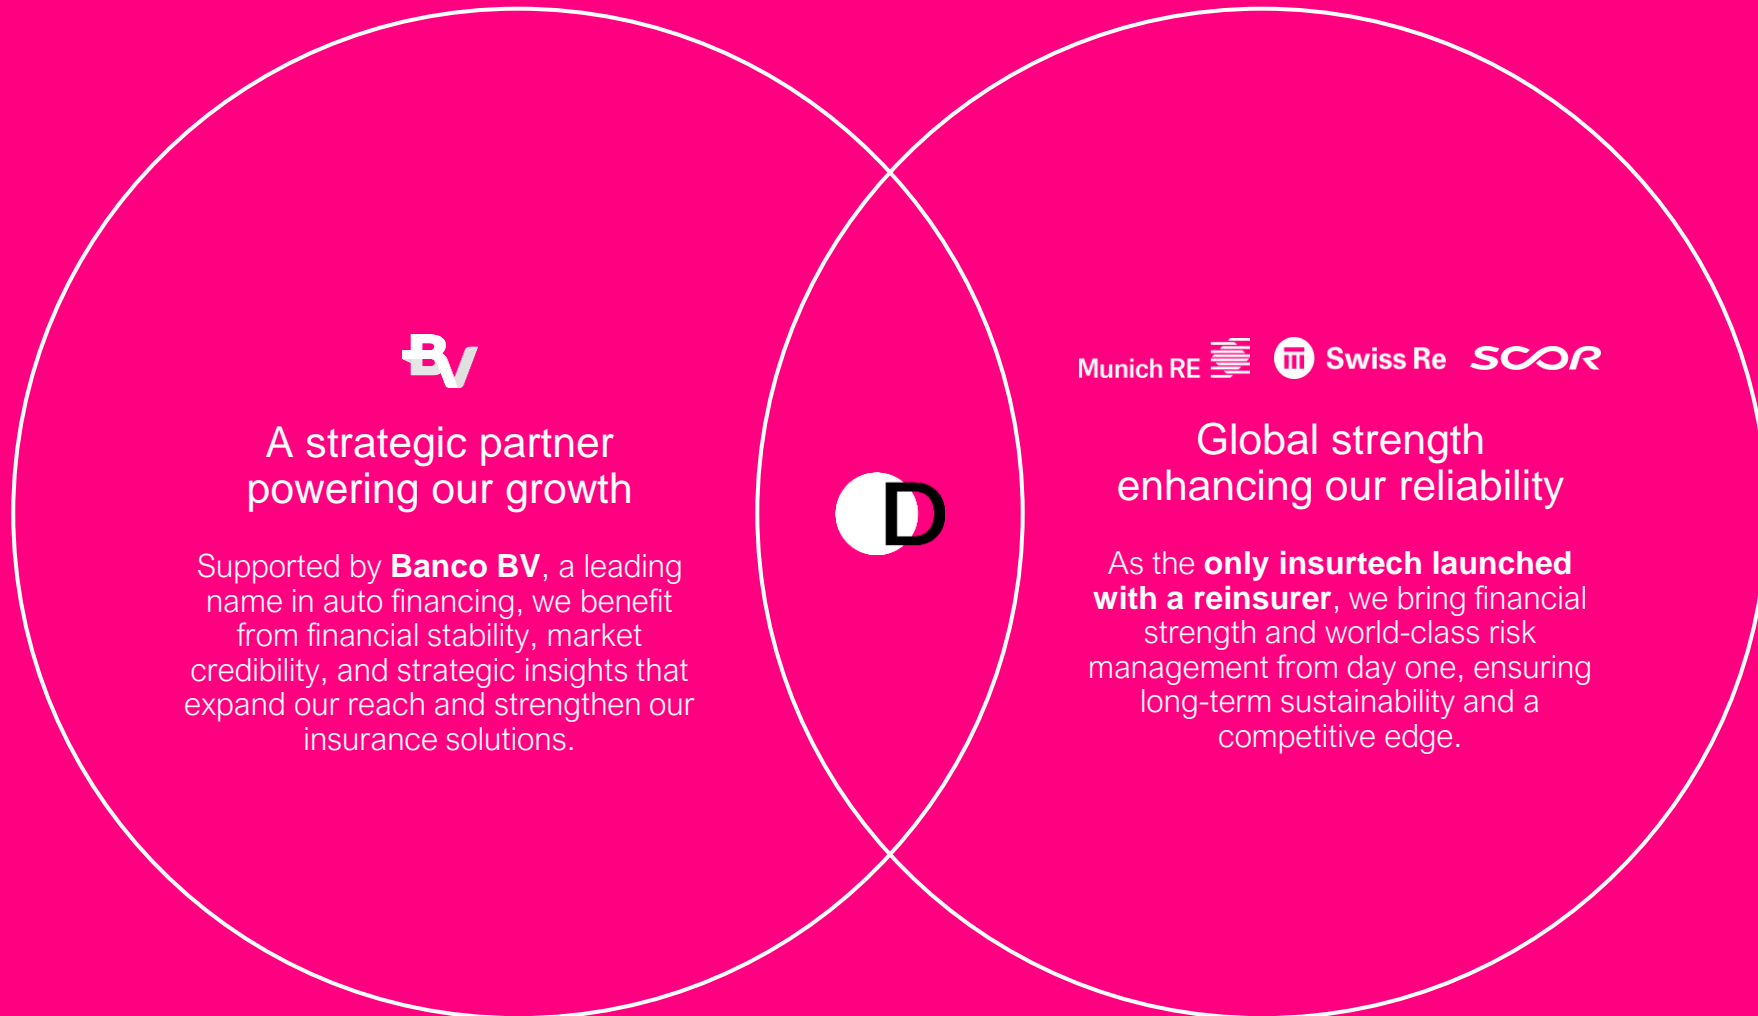 BV
A strategic partner
powering our growth
Supported by Banco BV, a leading
name in auto financing, we benefit
from financial stability, market
credibility, and strategic insights that
expand our reach and strengthen our
insurance solutions.
D
Munich RE Swiss Re SCOR
Global strength
enhancing our reliability
As the only insurtech launched
with a reinsurer, we bring financial
strength and world-class risk
management from day one, ensuring
long-term sustainability and a
competitive edge.